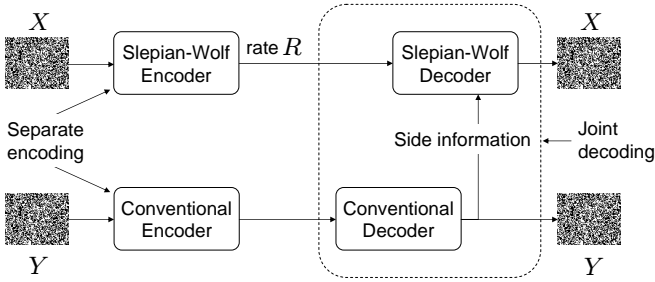 X
X
Slepian-Wolf
Encoder
rate R
Slepian-Wolf
Decoder
Separate
encoding
Side information
Joint
decoding
Conventional
Encoder
Conventional
Decoder
Y
Y